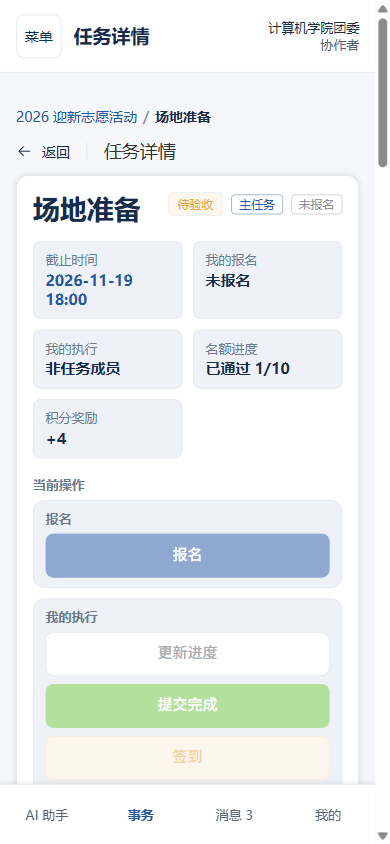 菜单
任务详情
计算机学院团委
协作者
2026 迎新志愿活动 / 场地准备
← 返回
任务详情
场地准备
待验收
主任务
未报名
截止时间
2026-11-19
18:00
我的报名
未报名
我的执行
非任务成员
名额进度
已通过 1/10
积分奖励
+4
当前操作
报名
报名
我的执行
更新进度
提交完成
签到
AI 助手
事务
消息 3
我的